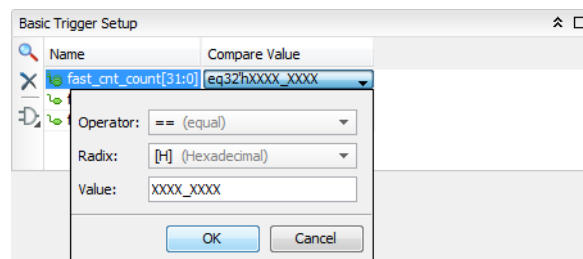 Basic Trigger Setup
Name Compare Value
fast_cnt_count[31:0] eq32'hXXXX_XXXX
Operator: == (equal)
Radix: [H] (Hexadecimal)
Value: XXXX_XXXX
OK Cancel